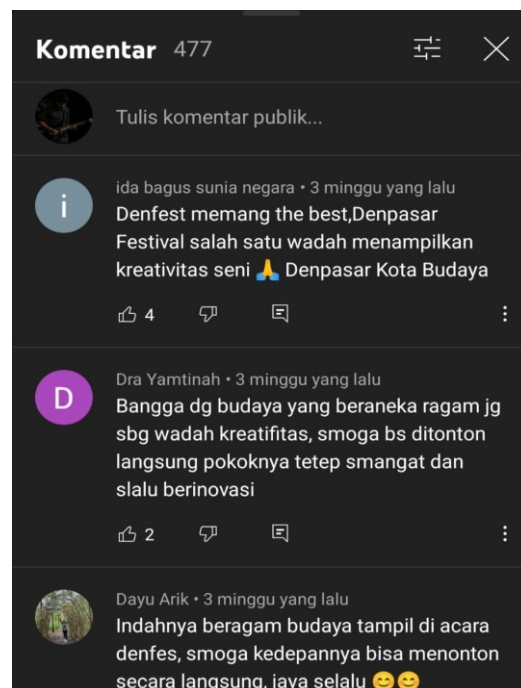 Komentar 477
Tulis komentar publik...
ida bagus sunia negara • 3 minggu yang lalu
Denfest memang the best,Denpasar
Festival salah satu wadah menampilkan
kreativitas seni 🙏 Denpasar Kota Budaya
4
Dra Yamtinah • 3 minggu yang lalu
Bangga dg budaya yang beraneka ragam jg
sbg wadah kreatifitas, smoga bs ditonton
langsung pokoknya tetep smangat dan
slalu berinovasi
2
Dayu Arik • 3 minggu yang lalu
Indahnya beragam budaya tampil di acara
denfes, smoga kedepannya bisa menonton
secara langsung, jaya selalu 😊😊